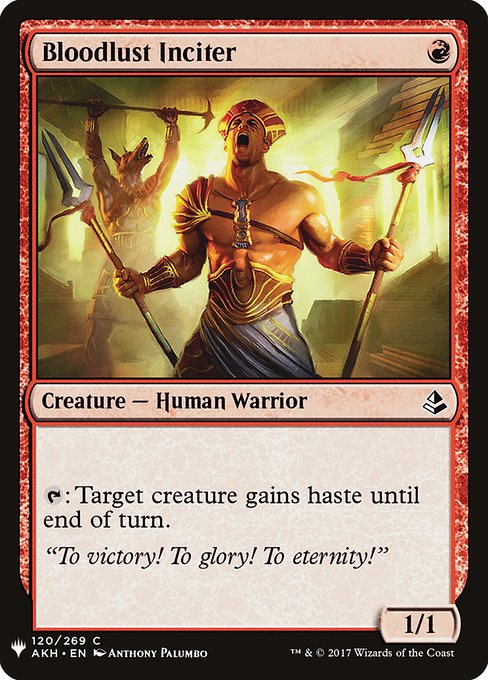 Bloodlust Inciter
Creature — Human Warrior
: Target creature gains haste until
end of turn.
“To victory! To glory! To eternity!”
1/1
120/269 C
AKH • EN Anthony Palumbo
™ & © 2017 Wizards of the Coast